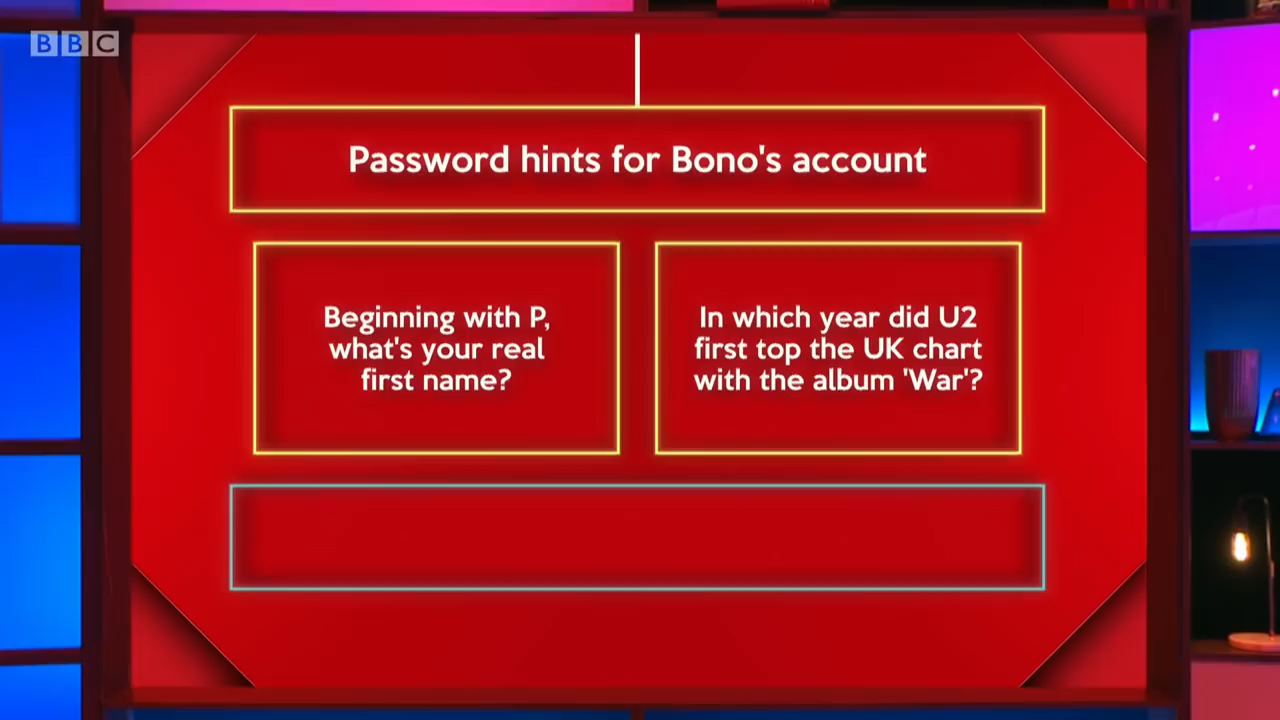 BBC
Password hints for Bono's account
Beginning with P,
what's your real
first name?
In which year did U2
first top the UK chart
with the album 'War'?